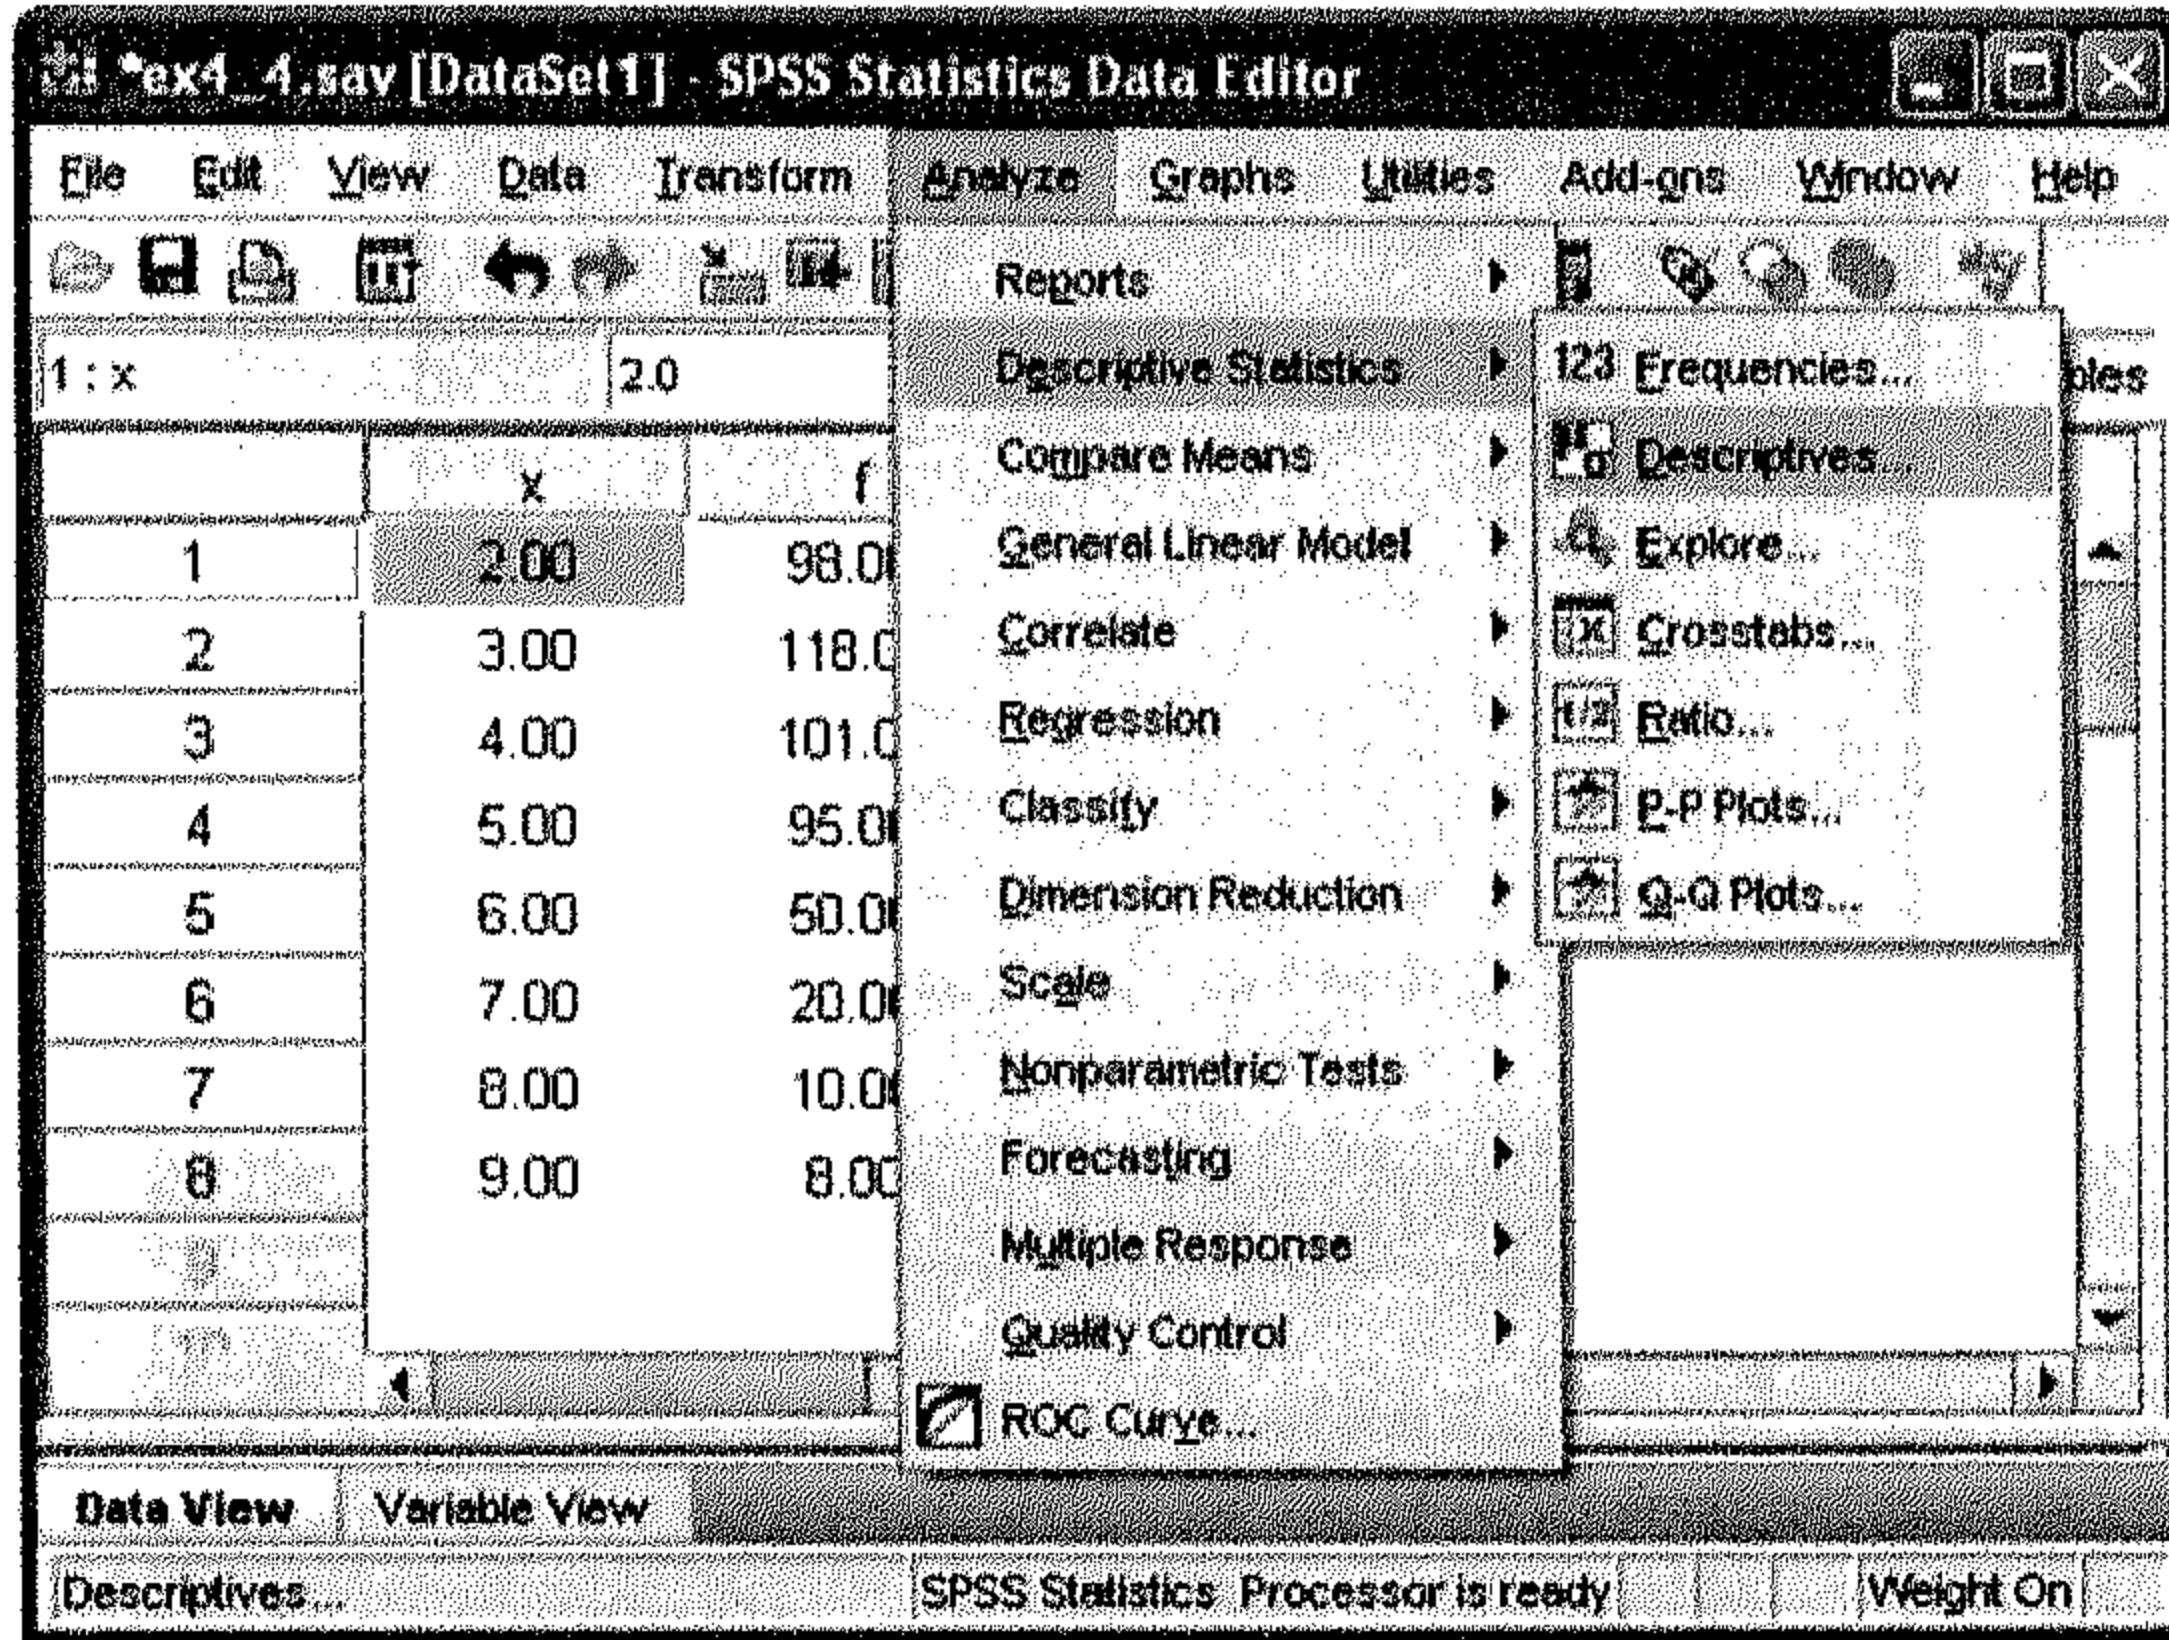 *ex4_4.sav [DataSet1] - SPSS Statistics Data Editor
File Edit View Data Transform Analyze Graphs Utilities Add-ons Window Help
1 : x 2.0
x f
1 2.00 98.0
2 3.00 118.0
3 4.00 101.0
4 5.00 95.0
5 6.00 50.0
6 7.00 20.0
7 8.00 10.0
8 9.00 8.00
Reports
Descriptive Statistics
Compare Means
General Linear Model
Correlate
Regression
Classify
Dimension Reduction
Scale
Nonparametric Tests
Forecasting
Multiple Response
Quality Control
ROC Curve...
123 Frequencies...
Descriptives...
Explore...
Crosstabs...
Ratio...
P-P Plots...
Q-Q Plots...
Data View Variable View
Descriptives... SPSS Statistics Processor is ready Weight On